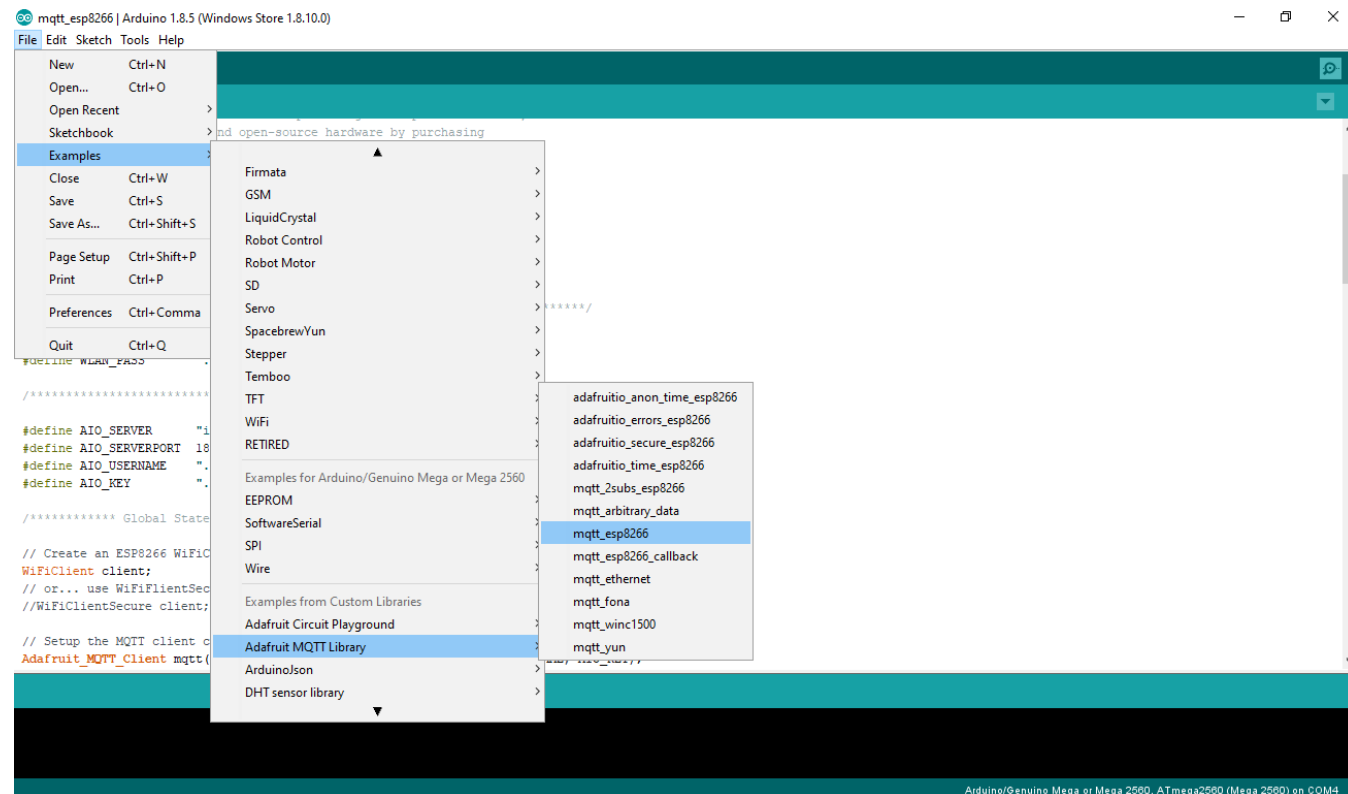 mqtt_esp8266 | Arduino 1.8.5 (Windows Store 1.8.10.0)
File Edit Sketch Tools Help
New Ctrl+N
Open... Ctrl+O
Open Recent
Sketchbook
Examples
Close Ctrl+W
Save Ctrl+S
Save As... Ctrl+Shift+S
Page Setup Ctrl+Shift+P
Print Ctrl+P
Preferences Ctrl+Comma
Quit Ctrl+Q
nd open-source hardware by purchasing
Firmata
GSM
LiquidCrystal
Robot Control
Robot Motor
SD
Servo
SpacebrewYun
Stepper
Temboo
TFT
WiFi
RETIRED
Examples for Arduino/Genuino Mega or Mega 2560
EEPROM
SoftwareSerial
SPI
Wire
Examples from Custom Libraries
Adafruit Circuit Playground
Adafruit MQTT Library
ArduinoJson
DHT sensor library
adafruitio_anon_time_esp8266
adafruitio_errors_esp8266
adafruitio_secure_esp8266
adafruitio_time_esp8266
mqtt_2subs_esp8266
mqtt_arbitrary_data
mqtt_esp8266
mqtt_esp8266_callback
mqtt_ethernet
mqtt_fona
mqtt_winc1500
mqtt_yun
******/
#define WLAN_PASS ".
/*************************
#define AIO_SERVER "i
#define AIO_SERVERPORT 18
#define AIO_USERNAME ".
#define AIO_KEY ".
/************ Global State
// Create an ESP8266 WiFiC
WiFiClient client;
// or... use WiFiFlientSec
//WiFiClientSecure client;
// Setup the MQTT client c
Adafruit_MQTT_Client mqtt( AIO_KEY);
Arduino/Genuino Mega or Mega 2560, ATmega2560 (Mega 2560) on COM4